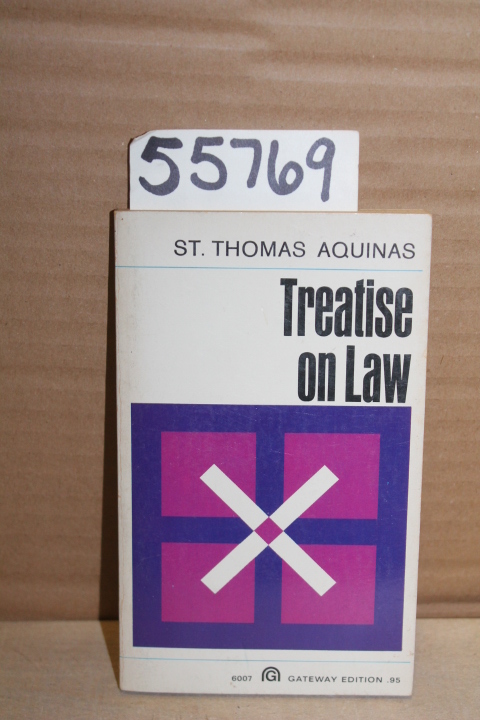 55769
ST. THOMAS AQUINAS
Treatise
on Law
6007 GATEWAY EDITION .95